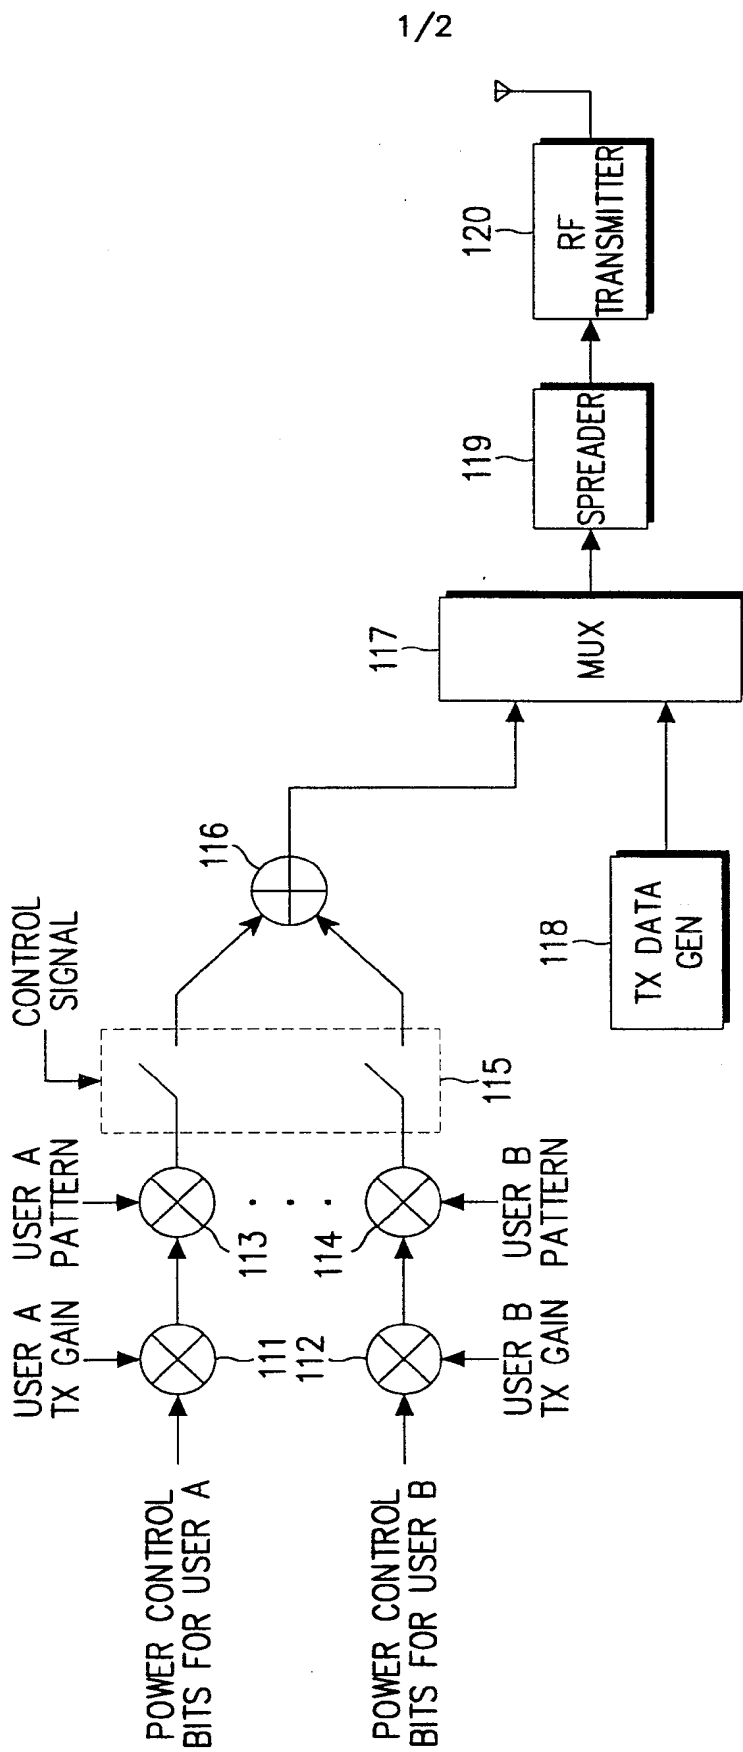 1/2
POWER CONTROL
BITS FOR USER A
USER A
TX GAIN
111
USER A
PATTERN
113
CONTROL
SIGNAL
POWER CONTROL
BITS FOR USER B
USER B
TX GAIN
112
USER B
PATTERN
114
. . .
115
116
117
MUX
118
TX DATA
GEN
119
SPREADER
120
RF
TRANSMITTER